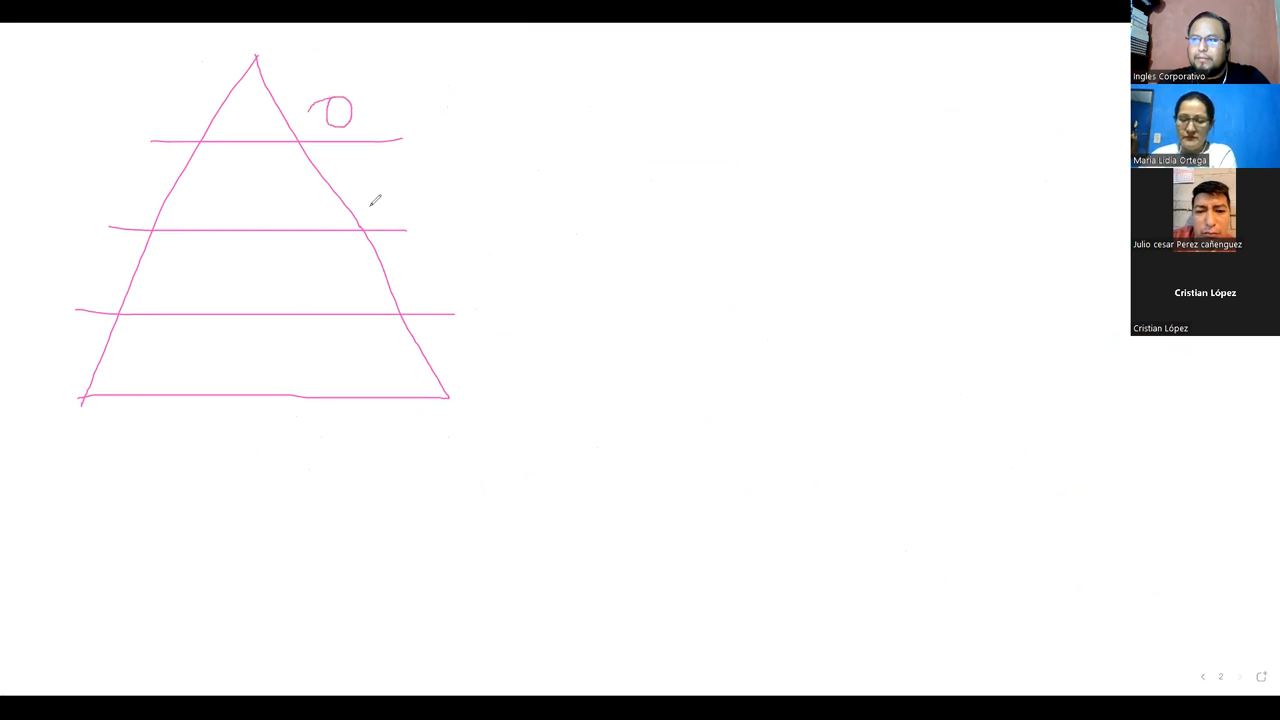 O
Ingles Corporativo
Maria Lidia Ortega
Julio cesar Perez cañenguez
Cristian López
Cristian López
2